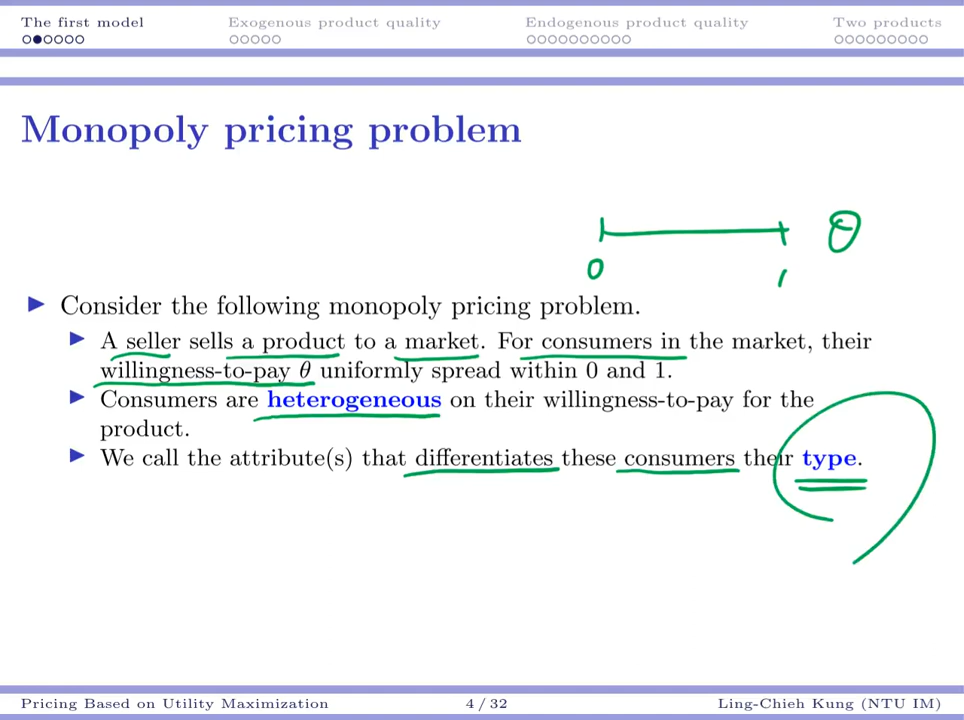 The first model
Exogenous product quality
Endogenous product quality
Two products
Monopoly pricing problem
θ
0 1
Consider the following monopoly pricing problem.
A seller sells a product to a market. For consumers in the market, their
willingness-to-pay θ uniformly spread within 0 and 1.
Consumers are heterogeneous on their willingness-to-pay for the
product.
We call the attribute(s) that differentiates these consumers their type.
Pricing Based on Utility Maximization
4 / 32
Ling-Chieh Kung (NTU IM)